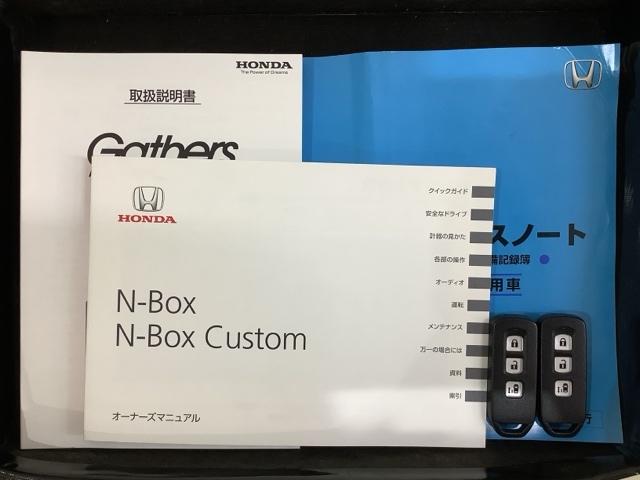 HONDA
The Power of Dreams
取扱説明書
Gathers
HONDA
N-Box
N-Box Custom
オーナーズマニュアル
クイックガイド
安全なドライブ
計器の見かた
各部の操作
オーディオ
運転
メンテナンス
万一の場合には
資料
索引
スノート
備記録簿
用車
行